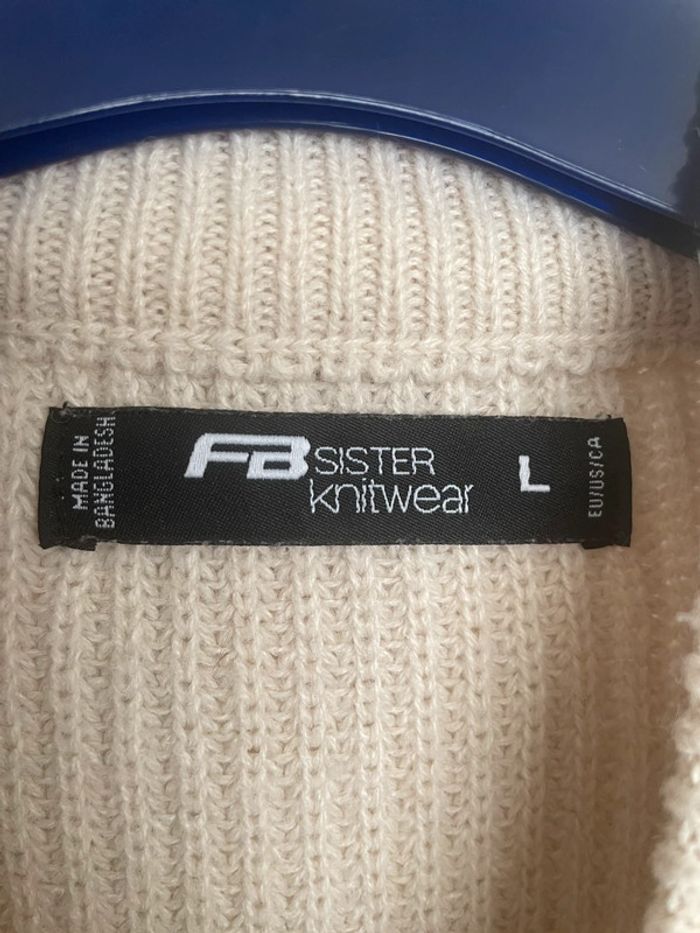 MADE IN
BANGLADESH
FB SISTER
knitwear
L
EU/US/CA